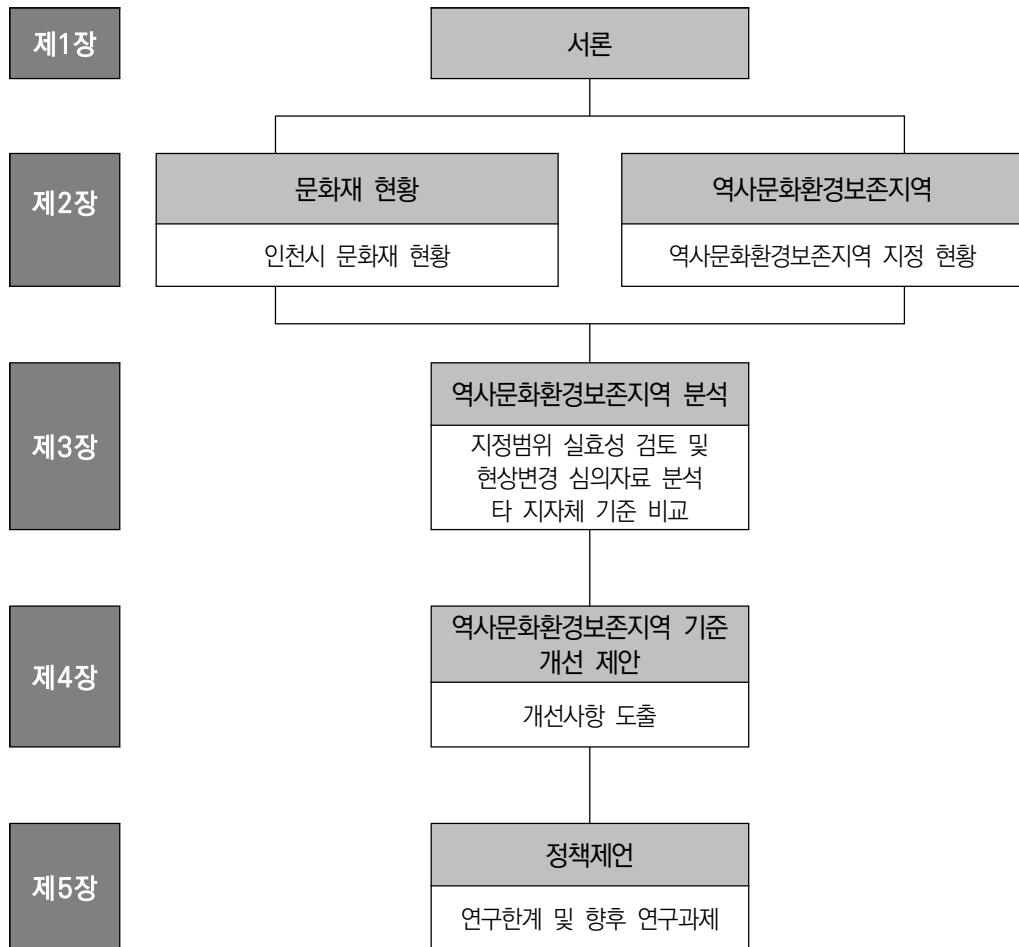 제1장
서론
제2장
문화재 현황
인천시 문화재 현황
역사문화환경보존지역
역사문화환경보존지역 지정 현황
제3장
역사문화환경보존지역 분석
지정범위 실효성 검토 및
현상변경 심의자료 분석
타 지자체 기준 비교
제4장
역사문화환경보존지역 기준
개선 제안
개선사항 도출
제5장
정책제언
연구한계 및 향후 연구과제